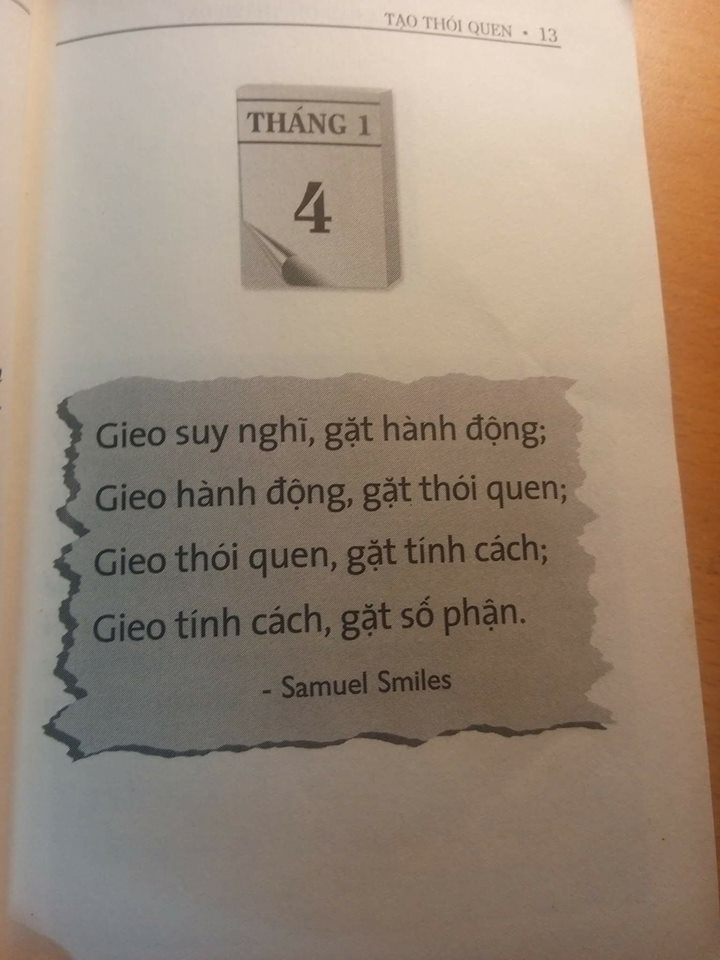 TẠO THÓI QUEN • 13
THÁNG 1
4
Gieo suy nghĩ, gặt hành động;
Gieo hành động, gặt thói quen;
Gieo thói quen, gặt tính cách;
Gieo tính cách, gặt số phận.
- Samuel Smiles